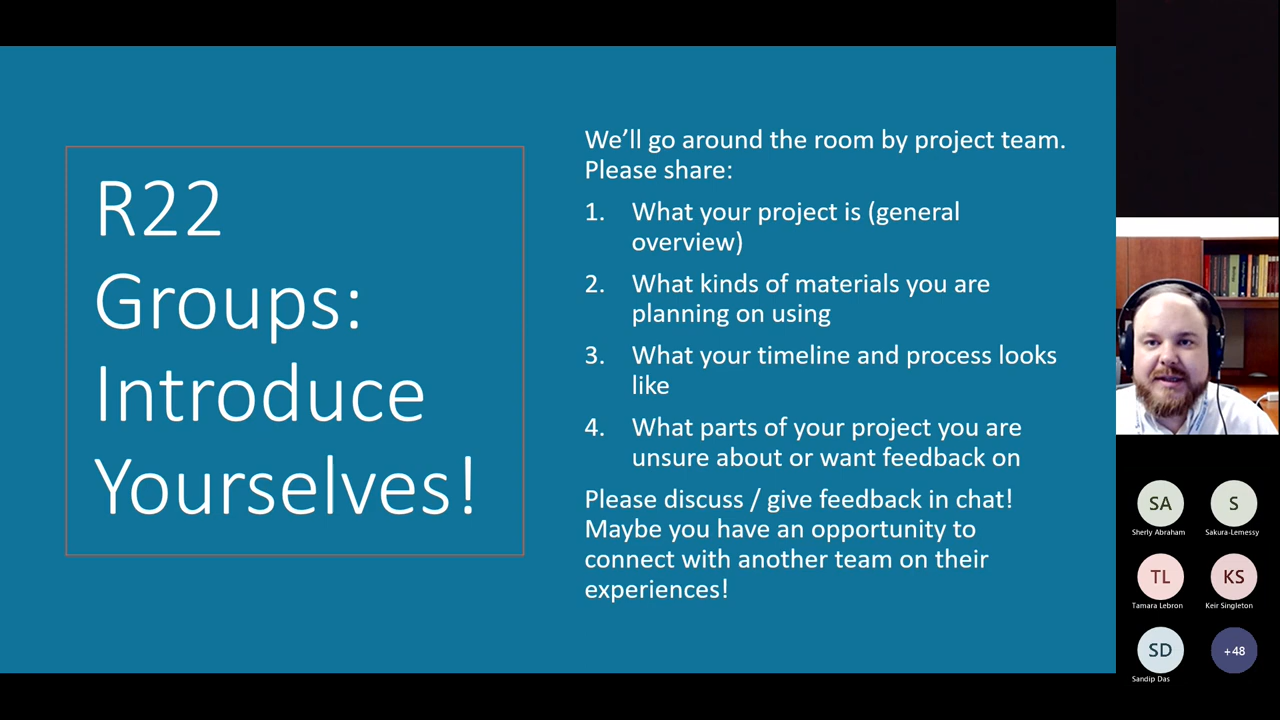 R22
Groups:
Introduce
Yourselves!
We’ll go around the room by project team.
Please share:
1. What your project is (general
overview)
2. What kinds of materials you are
planning on using
3. What your timeline and process looks
like
4. What parts of your project you are
unsure about or want feedback on
Please discuss / give feedback in chat!
Maybe you have an opportunity to
connect with another team on their
experiences!
SA
Sherly Abraham
S
Sakura-Lemessy
TL
Tamara Lebron
KS
Keir Singleton
SD
Sandip Das
+48